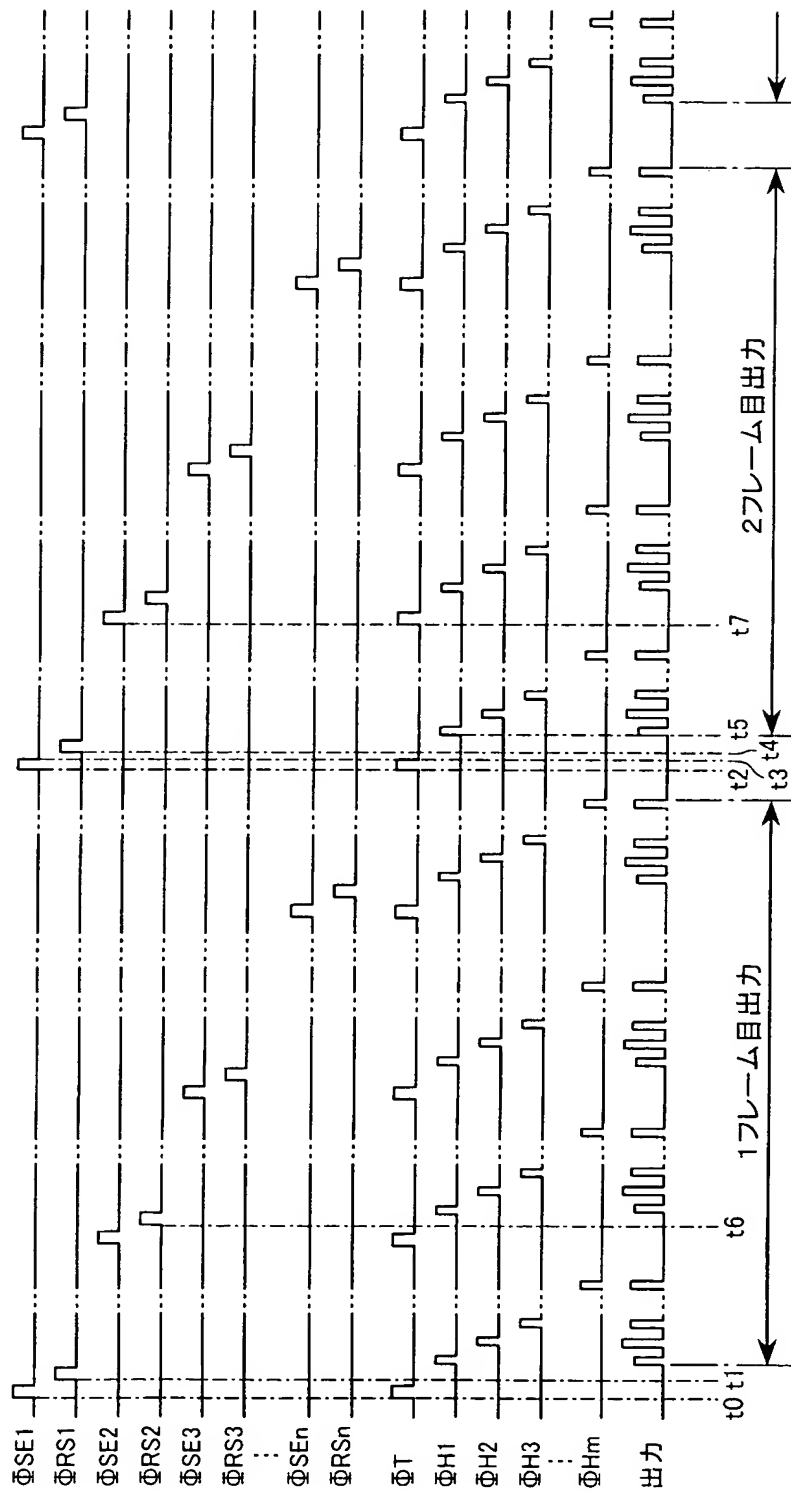 ΦSE1
ΦRS1
ΦSE2
ΦRS2
ΦSE3
ΦRS3
ΦSEn
ΦRSn
ΦT
ΦH1
ΦH2
ΦH3
ΦHm
出力
t0
t1
t6
t2
t3
t4
t5
t7
1フレーム目出力
2フレーム目出力